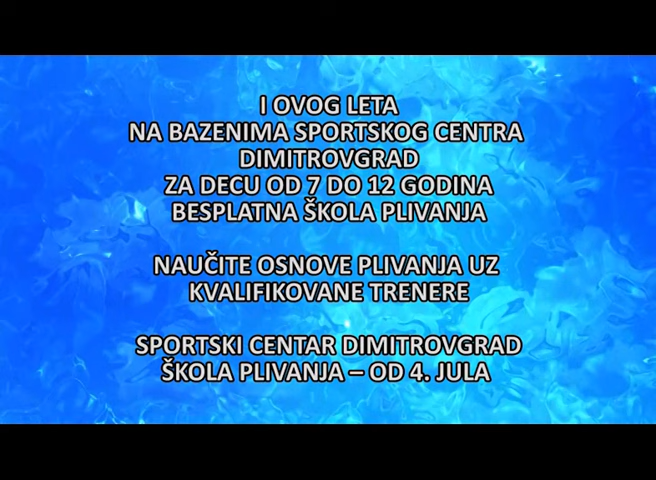 I OVOG LETA
NA BAZENIMA SPORTSKOG CENTRA
DIMITROVGRAD
ZA DECU OD 7 DO 12 GODINA
BESPLATNA ŠKOLA PLIVANJA
NAUČITE OSNOVE PLIVANJA UZ
KVALIFIKOVANE TRENERE
SPORTSKI CENTAR DIMITROVGRAD
ŠKOLA PLIVANJA – OD 4. JULA